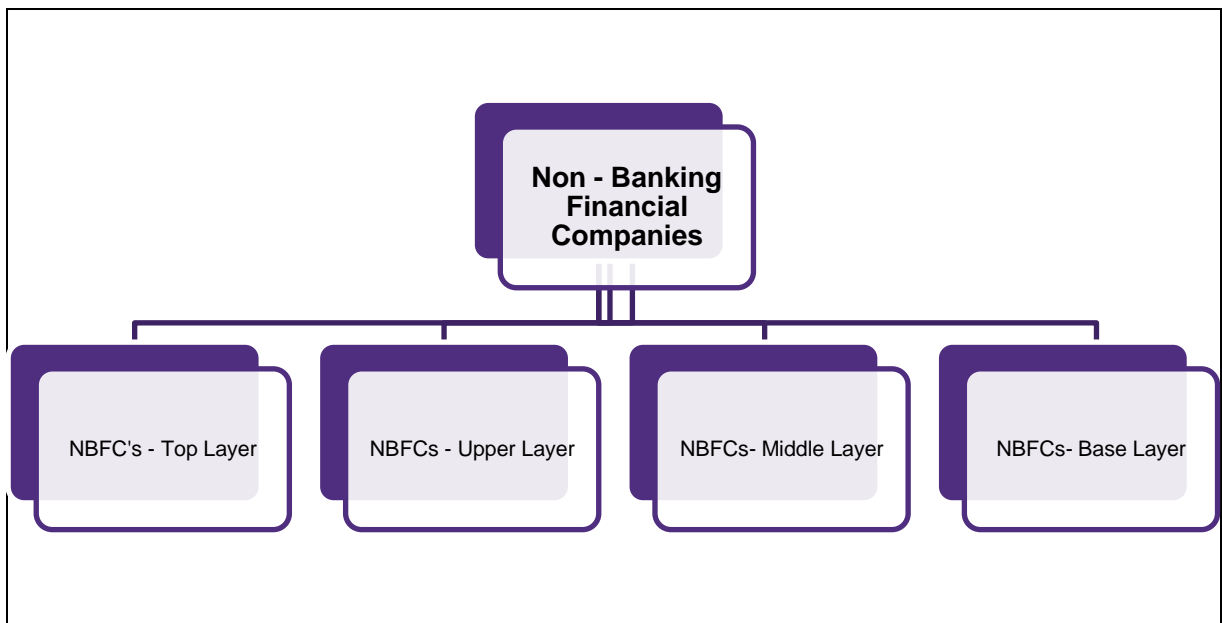 Non - Banking
Financial
Companies
NBFC's - Top Layer
NBFCs - Upper Layer
NBFCs- Middle Layer
NBFCs- Base Layer